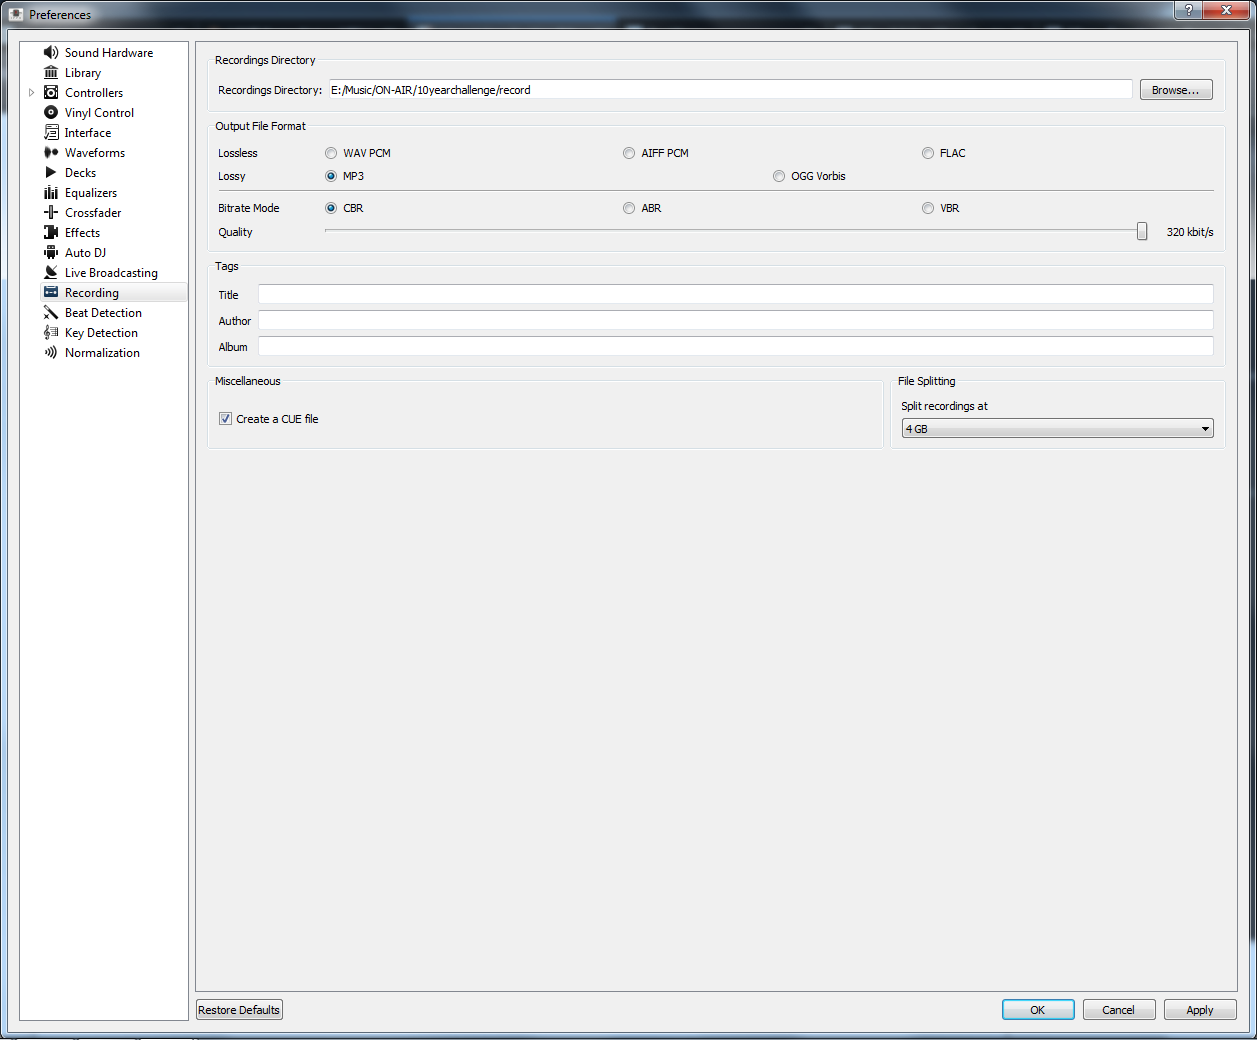 Preferences
?
Sound Hardware
Library
Controllers
Vinyl Control
Interface
Waveforms
Decks
Equalizers
Crossfader
Effects
Auto DJ
Live Broadcasting
Recording
Beat Detection
Key Detection
Normalization
Recordings Directory
Recordings Directory: E:/Music/ON-AIR/10yearchallenge/record Browse...
Output File Format
Lossless WAV PCM AIFF PCM FLAC
Lossy MP3 OGG Vorbis
Bitrate Mode CBR ABR VBR
Quality 320 kbit/s
Tags
Title
Author
Album
Miscellaneous
Create a CUE file
File Splitting
Split recordings at
4 GB
Restore Defaults OK Cancel Apply